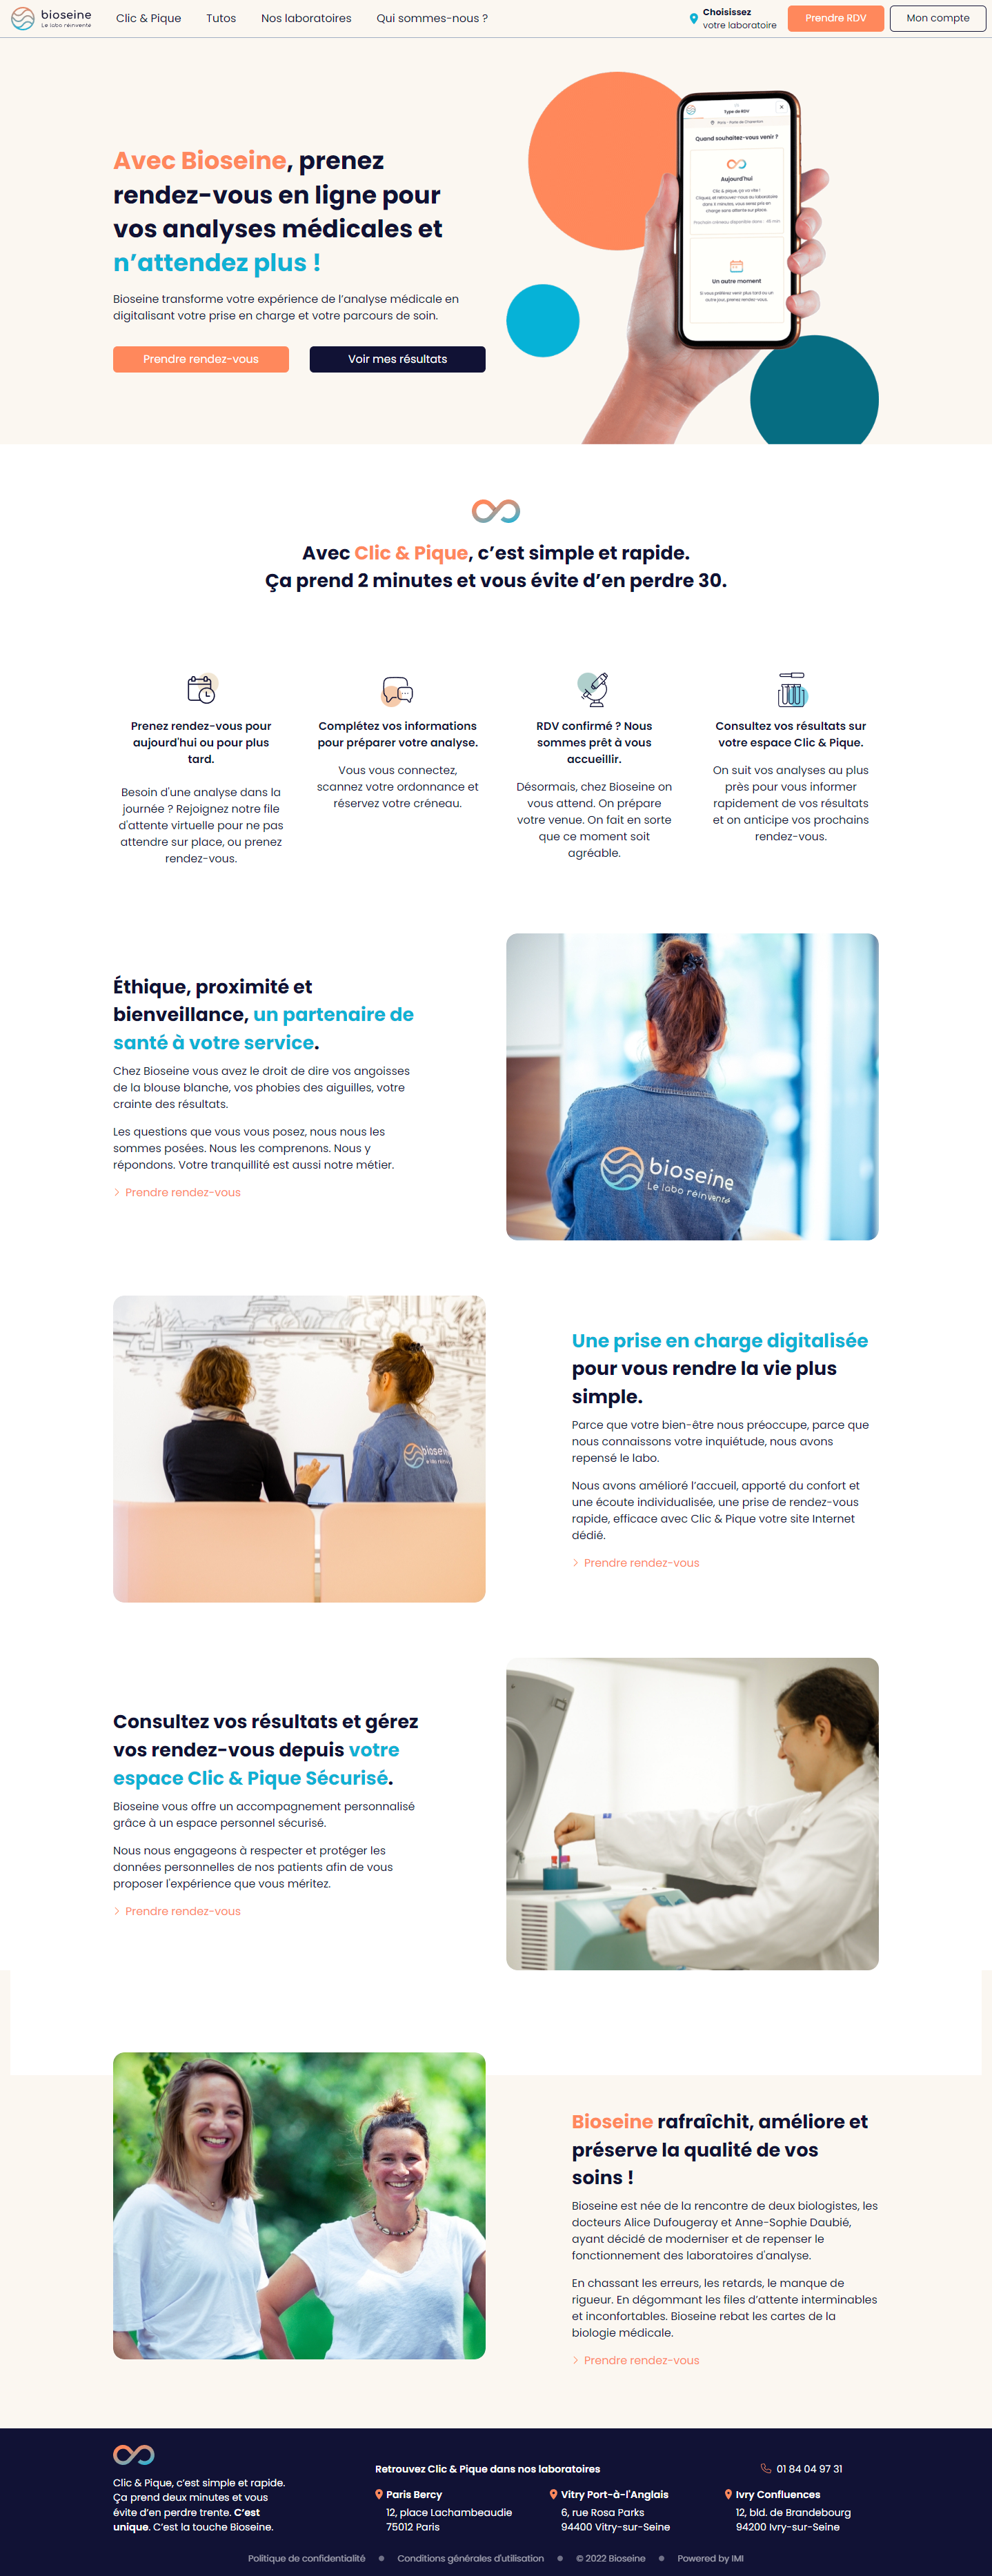 bioseine
Le labo réinventé
Clic & Pique
Tutos
Nos laboratoires
Qui sommes-nous ?
Choisissez
votre laboratoire
Prendre RDV
Mon compte
Avec Bioseine, prenez
rendez-vous en ligne pour
vos analyses médicales et
n’attendez plus !
Bioseine transforme votre expérience de l’analyse médicale en
digitalisant votre prise en charge et votre parcours de soin.
Prendre rendez-vous
Voir mes résultats
Type de RDV
Paris - Porte de Charenton
Quand souhaitez-vous venir ?
Aujourd'hui
Clic & pique, ça va vite !
Un autre moment
Avec Clic & Pique, c’est simple et rapide.
Ça prend 2 minutes et vous évite d’en perdre 30.
Prenez rendez-vous pour
aujourd'hui ou pour plus
tard.
Besoin d'une analyse dans la
journée ? Rejoignez notre file
d'attente virtuelle pour ne pas
attendre sur place, ou prenez
rendez-vous.
Complétez vos informations
pour préparer votre analyse.
Vous vous connectez,
scannez votre ordonnance et
réservez votre créneau.
RDV confirmé ? Nous
sommes prêt à vous
accueillir.
Désormais, chez Bioseine on
vous attend. On prépare
votre venue. On fait en sorte
que ce moment soit
agréable.
Consultez vos résultats sur
votre espace Clic & Pique.
On suit vos analyses au plus
près pour vous informer
rapidement de vos résultats
et on anticipe vos prochains
rendez-vous.
Éthique, proximité et
bienveillance, un partenaire de
santé à votre service.
Chez Bioseine vous avez le droit de dire vos angoisses
de la blouse blanche, vos phobies des aiguilles, votre
crainte des résultats.
Les questions que vous vous posez, nous nous les
sommes posées. Nous les comprenons. Nous y
répondons. Votre tranquillité est aussi notre métier.
Prendre rendez-vous
bioseine
Le labo réinventé
bioseine
Une prise en charge digitalisée
pour vous rendre la vie plus
simple.
Parce que votre bien-être nous préoccupe, parce que
nous connaissons votre inquiétude, nous avons
repensé le labo.
Nous avons amélioré l’accueil, apporté du confort et
une écoute individualisée, une prise de rendez-vous
rapide, efficace avec Clic & Pique votre site Internet
dédié.
Prendre rendez-vous
Consultez vos résultats et gérez
vos rendez-vous depuis votre
espace Clic & Pique Sécurisé.
Bioseine vous offre un accompagnement personnalisé
grâce à un espace personnel sécurisé.
Nous nous engageons à respecter et protéger les
données personnelles de nos patients afin de vous
proposer l'expérience que vous méritez.
Prendre rendez-vous
Bioseine rafraîchit, améliore et
préserve la qualité de vos
soins !
Bioseine est née de la rencontre de deux biologistes, les
docteurs Alice Dufougeray et Anne-Sophie Daubié,
ayant décidé de moderniser et de repenser le
fonctionnement des laboratoires d'analyse.
En chassant les erreurs, les retards, le manque de
rigueur. En dégommant les files d’attente interminables
et inconfortables. Bioseine rebat les cartes de la
biologie médicale.
Prendre rendez-vous
Clic & Pique, c’est simple et rapide.
Ça prend deux minutes et vous
évite d’en perdre trente. C’est
unique. C’est la touche Bioseine.
Retrouvez Clic & Pique dans nos laboratoires
01 84 04 97 31
Paris Bercy
12, place Lachambeaudie
75012 Paris
Vitry Port-à-l'Anglais
6, rue Rosa Parks
94400 Vitry-sur-Seine
Ivry Confluences
12, bld. de Brandebourg
94200 Ivry-sur-Seine
Politique de confidentialité
Conditions générales d'utilisation
© 2022 Bioseine
Powered by IMI